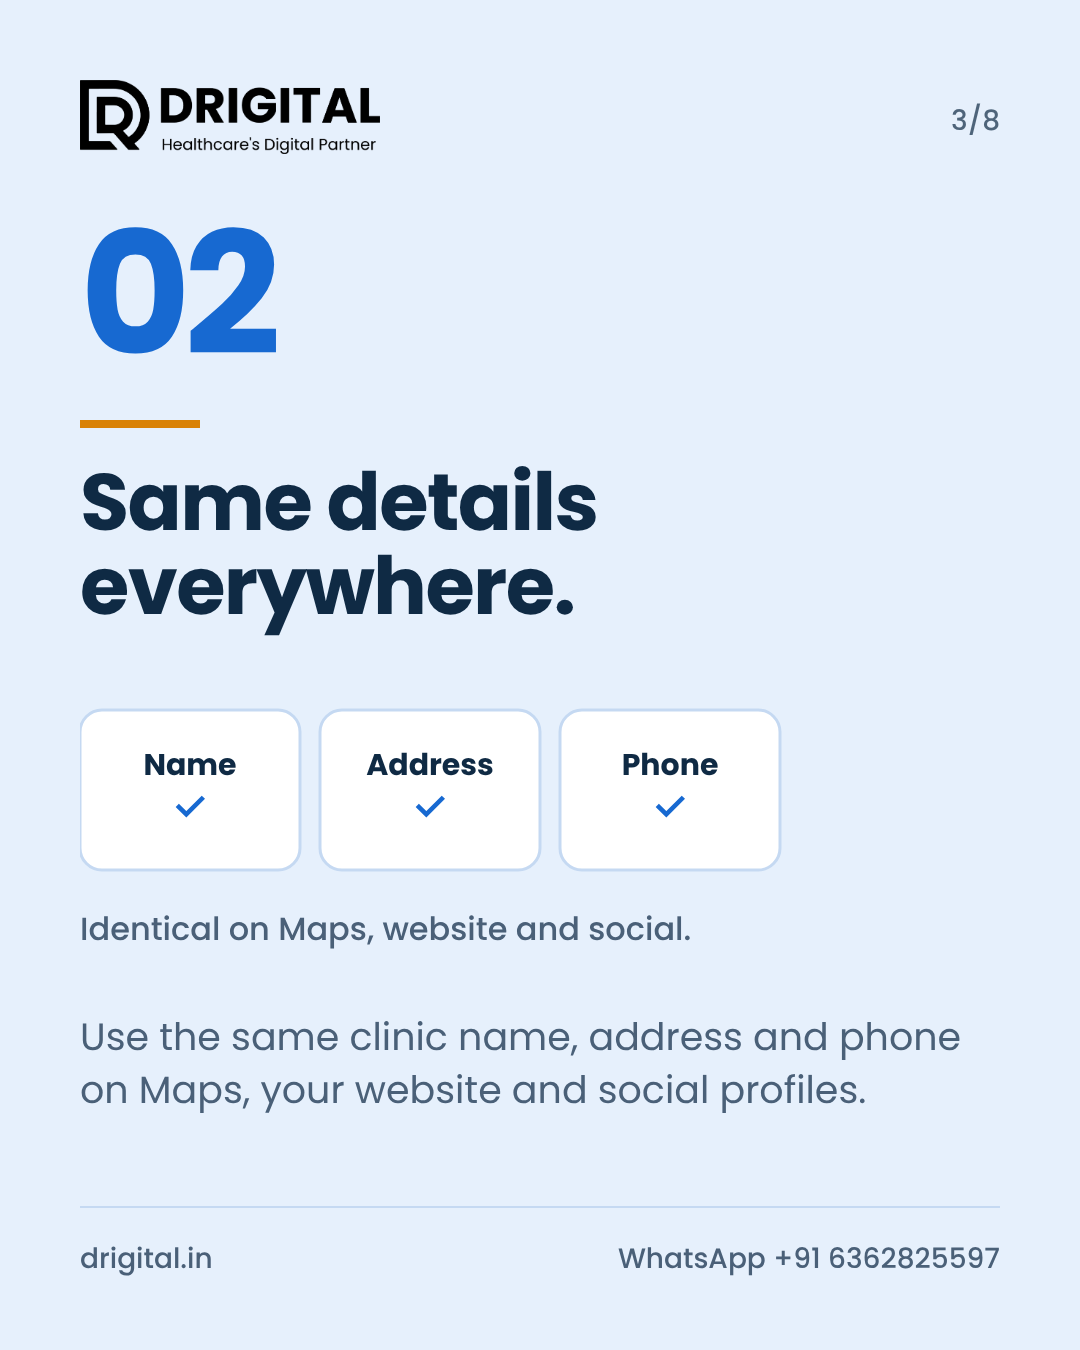 DRIGITAL
Healthcare's Digital Partner
3/8
02
Same details
everywhere.
Name
Address
Phone
Identical on Maps, website and social.
Use the same clinic name, address and phone
on Maps, your website and social profiles.
drigital.in
WhatsApp +91 6362825597